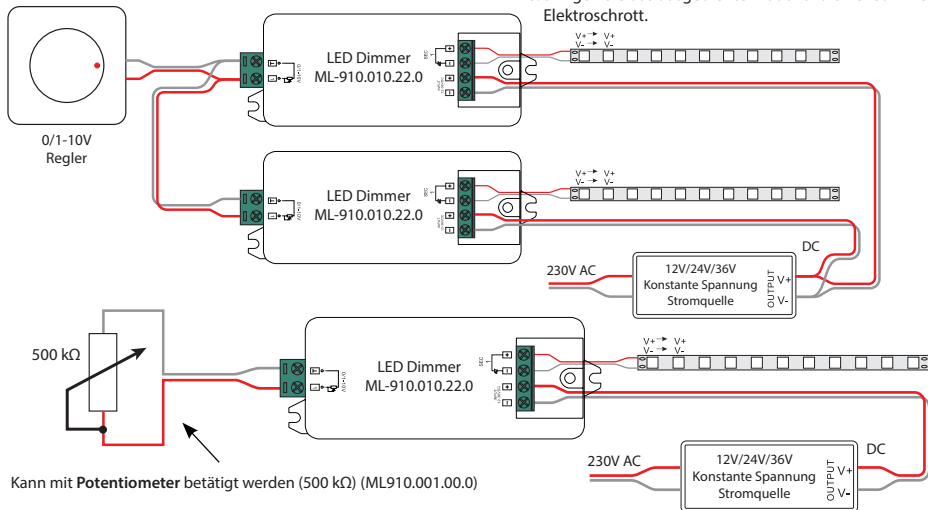 Elektroschrott.
0/1-10V
Regler
LED Dimmer
ML-910.010.22.0
SEC
V+ → V+
V- → V-
LED Dimmer
ML-910.010.22.0
SEC
V+ → V+
V- → V-
230V AC
12V/24V/36V
Konstante Spannung
Stromquelle
OUTPUT
V+
V-
DC
500 kΩ
LED Dimmer
ML-910.010.22.0
SEC
V+ → V+
V- → V-
230V AC
12V/24V/36V
Konstante Spannung
Stromquelle
OUTPUT
V+
V-
DC
Kann mit Potentiometer betätigt werden (500 kΩ) (ML910.001.00.0)